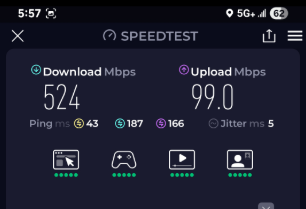 5:57 5G+ 62
SPEEDTEST
Download Mbps Upload Mbps
524 99.0
Ping ms 43 187 166 Jitter ms 5